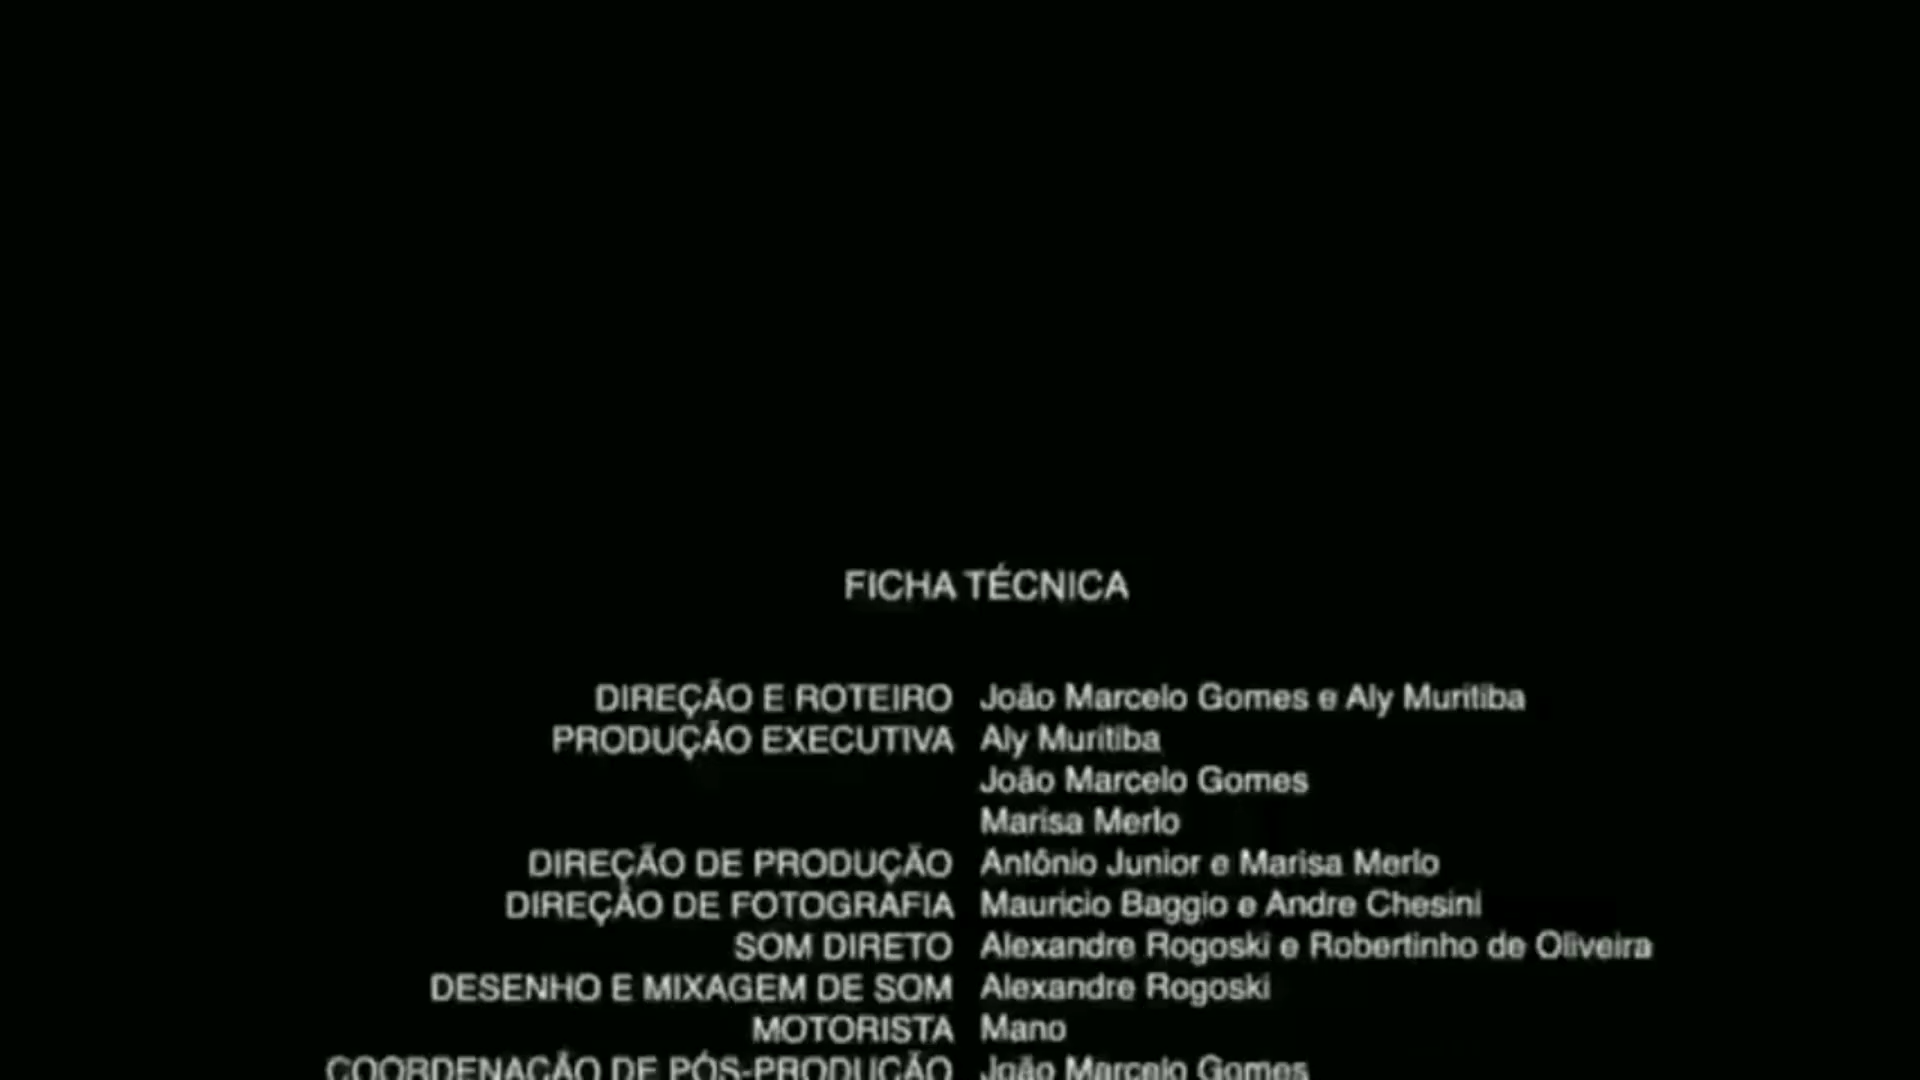 FICHA TÉCNICA
DIREÇÃO E ROTEIRO João Marcelo Gomes e Aly Muritiba
PRODUÇÃO EXECUTIVA Aly Muritiba
João Marcelo Gomes
Marisa Merlo
DIREÇÃO DE PRODUÇÃO Antônio Junior e Marisa Merlo
DIREÇÃO DE FOTOGRAFIA Mauricio Baggio e Andre Chesini
SOM DIRETO Alexandre Rogoski e Robertinho de Oliveira
DESENHO E MIXAGEM DE SOM Alexandre Rogoski
MOTORISTA Mano
COORDENAÇÃO DE PÓS-PRODUÇÃO João Marcelo Gomes